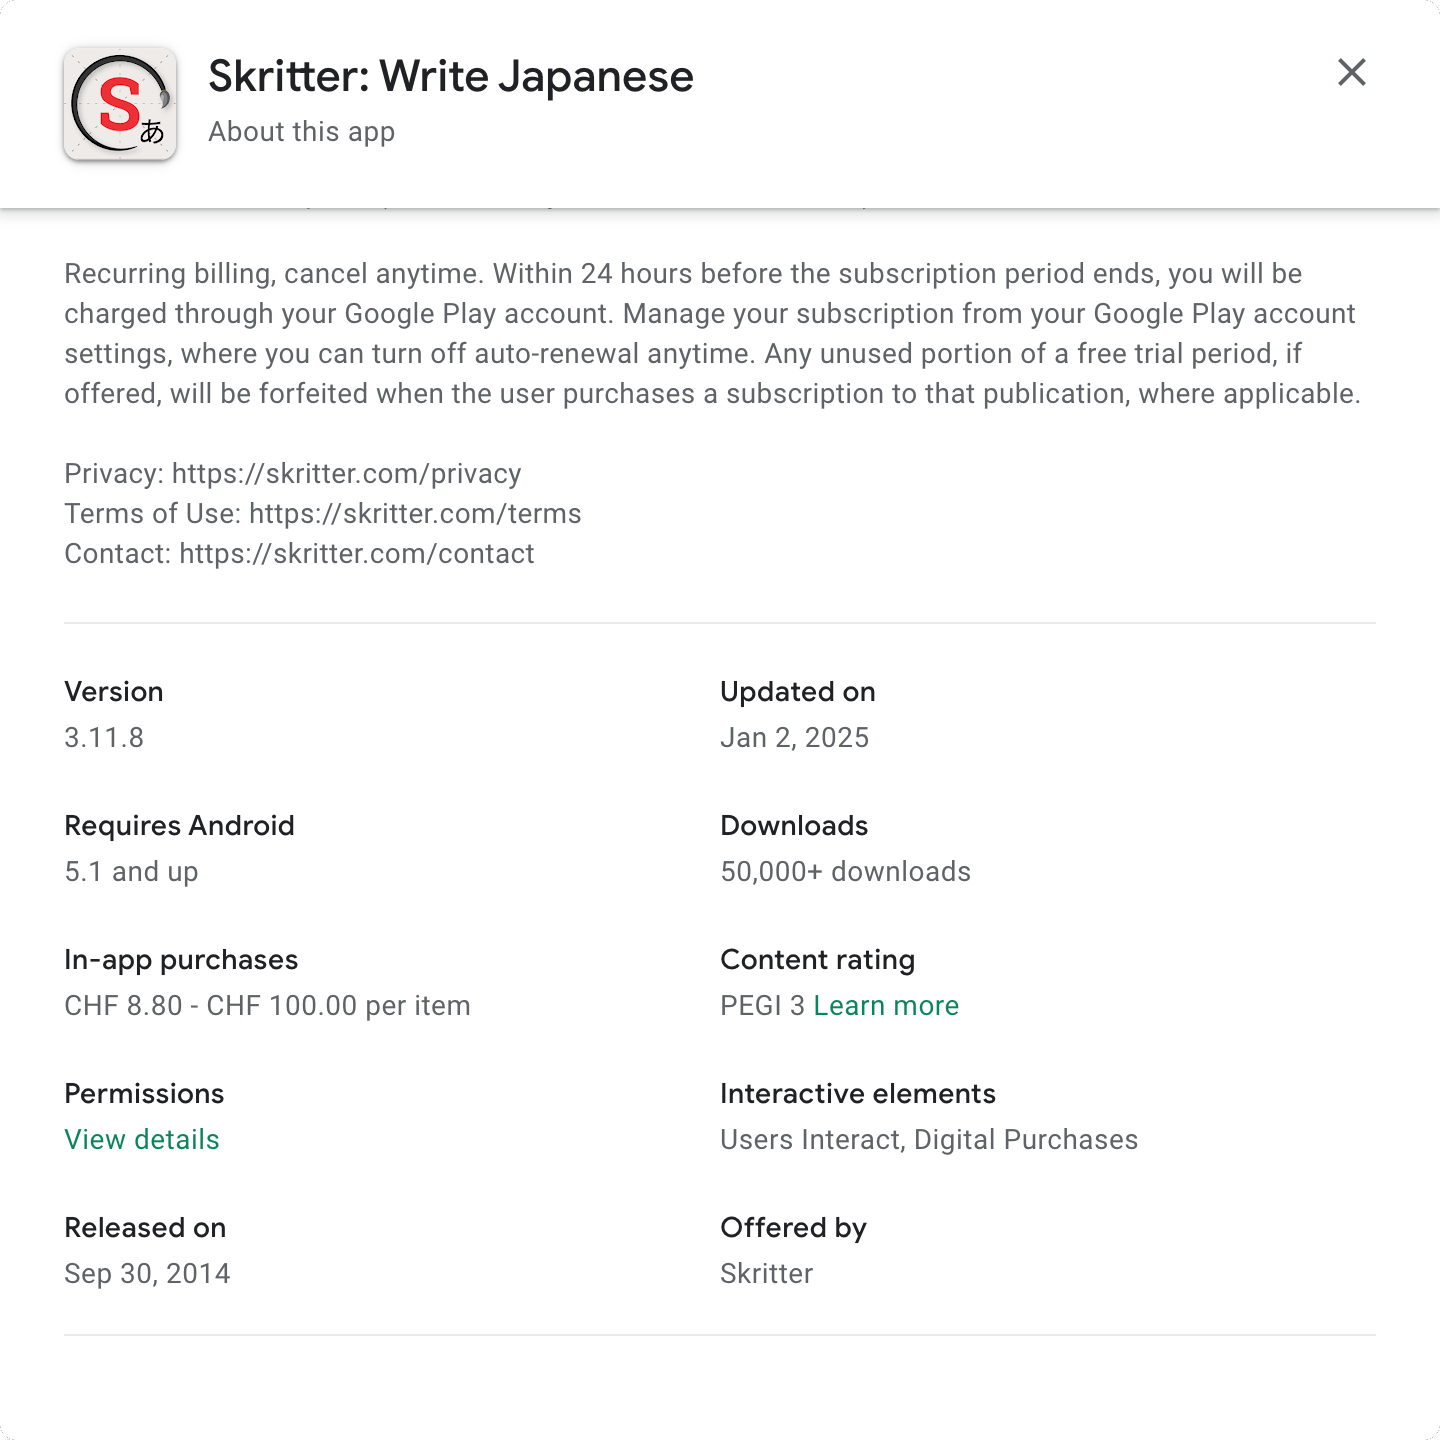 S
あ
Skritter: Write Japanese
About this app
Recurring billing, cancel anytime. Within 24 hours before the subscription period ends, you will be
charged through your Google Play account. Manage your subscription from your Google Play account
settings, where you can turn off auto-renewal anytime. Any unused portion of a free trial period, if
offered, will be forfeited when the user purchases a subscription to that publication, where applicable.
Privacy: https://skritter.com/privacy
Terms of Use: https://skritter.com/terms
Contact: https://skritter.com/contact
Version
3.11.8
Updated on
Jan 2, 2025
Requires Android
5.1 and up
Downloads
50,000+ downloads
In-app purchases
CHF 8.80 - CHF 100.00 per item
Content rating
PEGI 3 Learn more
Permissions
View details
Interactive elements
Users Interact, Digital Purchases
Released on
Sep 30, 2014
Offered by
Skritter